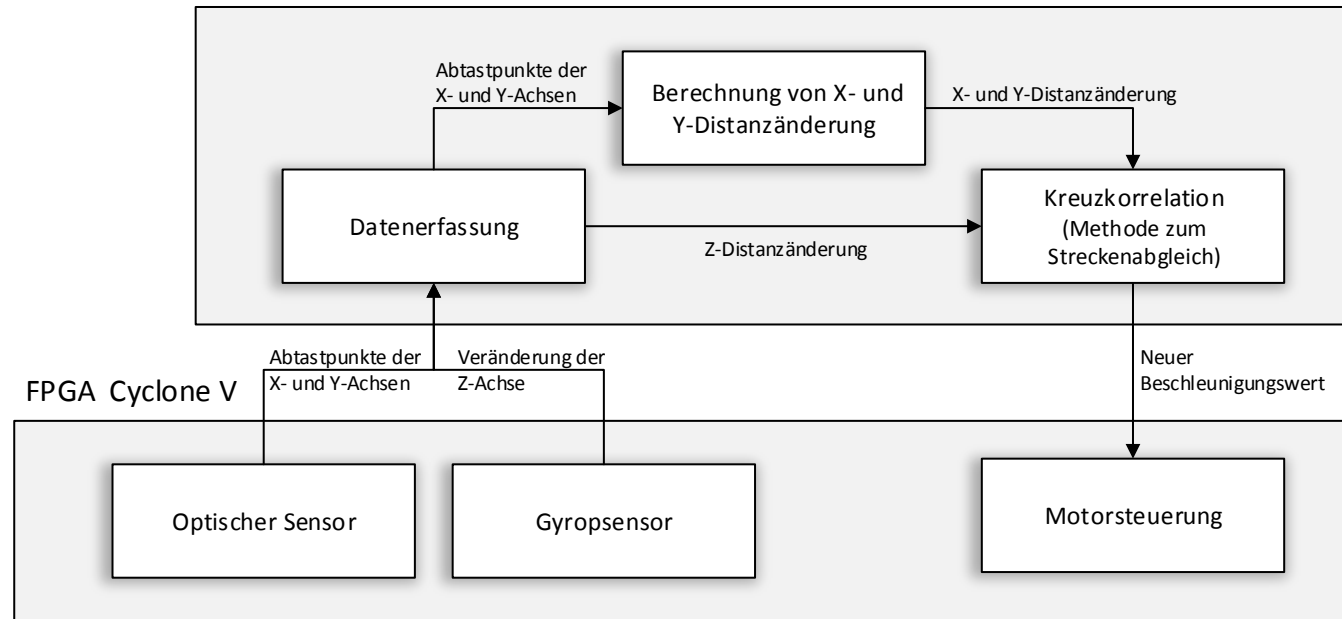 Abtastpunkte der
X- und Y-Achsen
Berechnung von X- und
Y-Distanzänderung
X- und Y-Distanzänderung
Datenerfassung
Z-Distanzänderung
Kreuzkorrelation
(Methode zum
Streckenabgleich)
Abtastpunkte der
X- und Y-Achsen
Veränderung der
Z-Achse
Neuer
Beschleunigungswert
FPGA Cyclone V
Optischer Sensor
Gyropsensor
Motorsteuerung